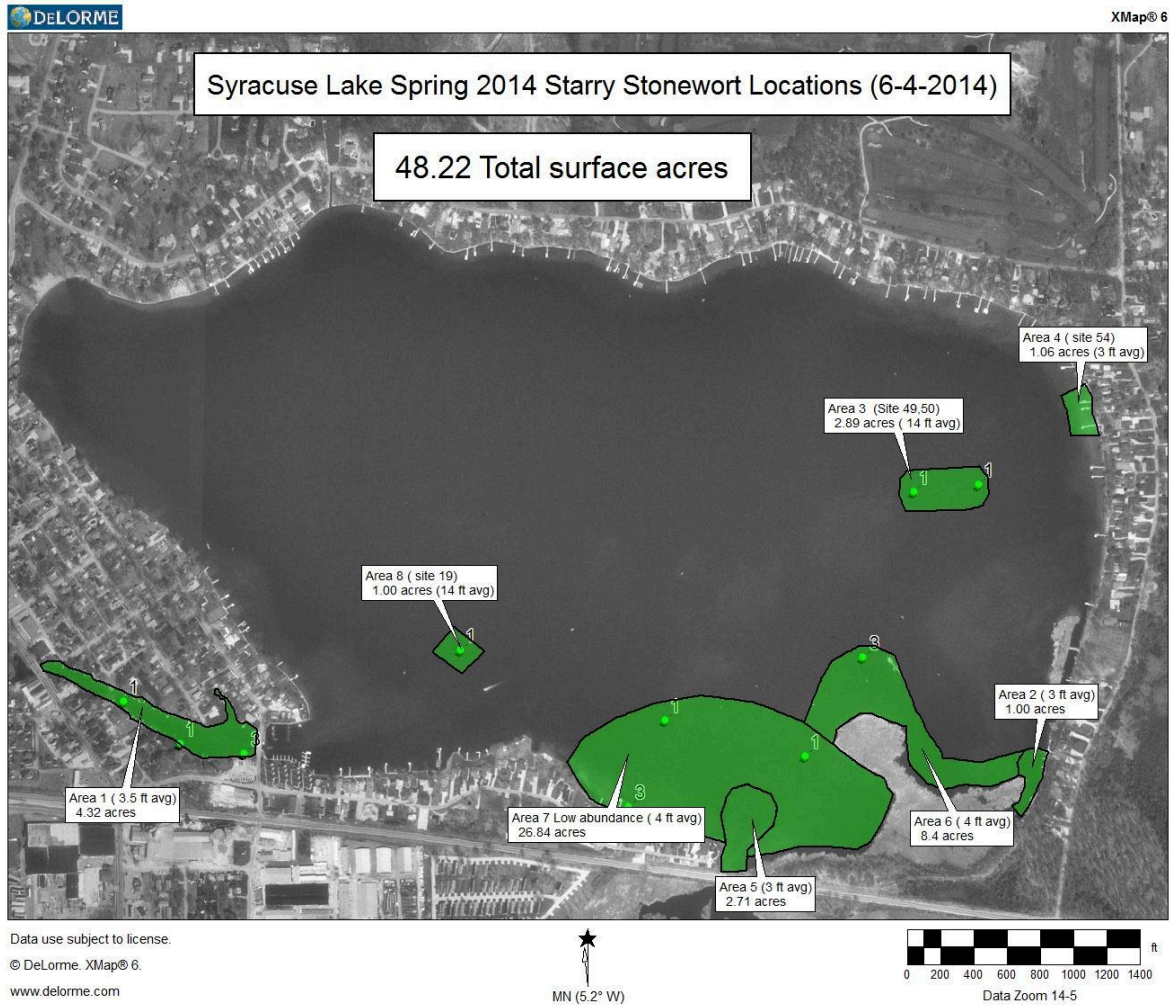 DELORME
XMap® 6
Syracuse Lake Spring 2014 Starry Stonewort Locations (6-4-2014)
48.22 Total surface acres
Area 4 ( site 54)
1.06 acres (3 ft avg)
Area 3 (Site 49,50)
2.89 acres ( 14 ft avg)
1
1
Area 8 ( site 19)
1.00 acres (14 ft avg)
1
3
1
1
3
Area 2 ( 3 ft avg)
1.00 acres
1
1
3
Area 1 ( 3.5 ft avg)
4.32 acres
Area 7 Low abundance ( 4 ft avg)
26.84 acres
Area 6 ( 4 ft avg)
8.4 acres
Area 5 (3 ft avg)
2.71 acres
Data use subject to license.
© DeLorme. XMap® 6.
www.delorme.com
MN (5.2° W)
ft
0 200 400 600 800 1000 1200 1400
Data Zoom 14-5